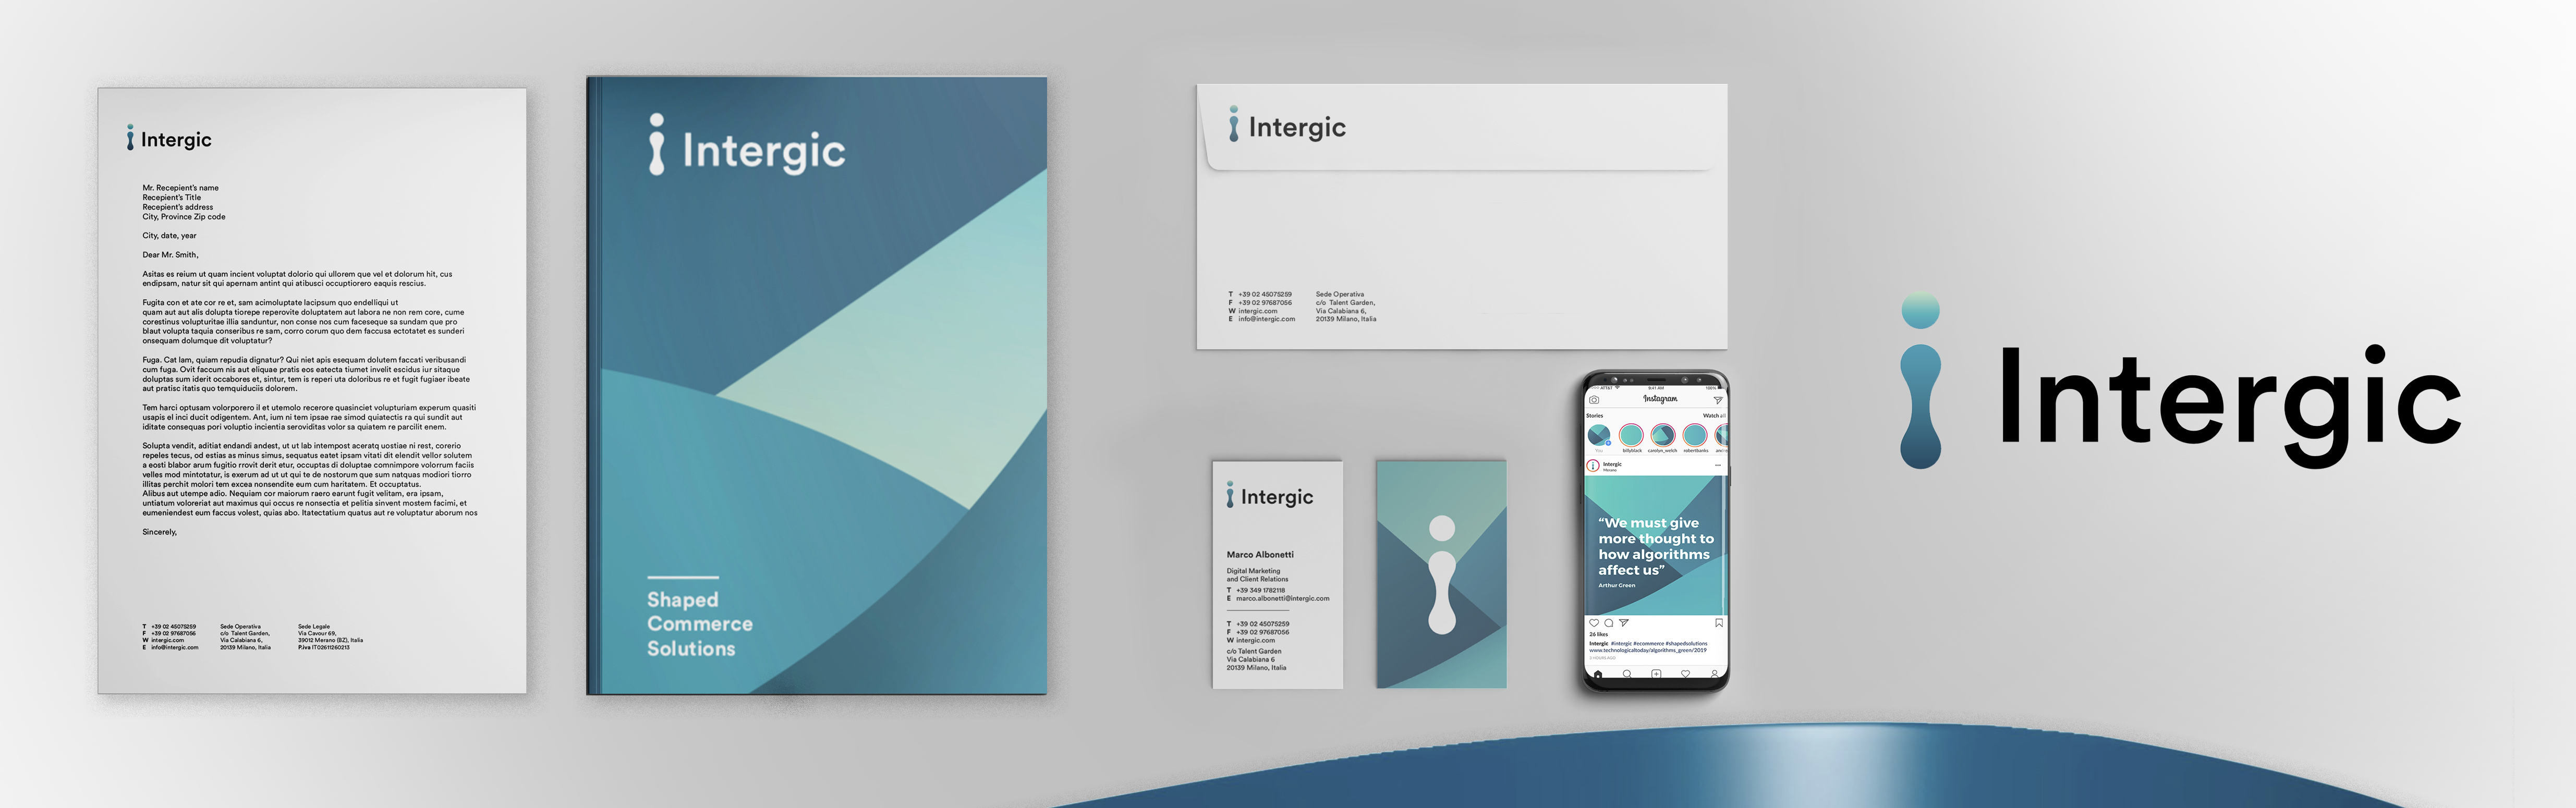 Intergic
Mr. Recepient's name
Recepient's Title
Recepient's address
City, Province Zip code
City, date, year
Dear Mr. Smith,
Asitas es reium ut quam incient voluptat dolorio qui ullorem que vel et dolorum hit, cus
endipsam, natur sit qui apernam antint qui atibusci occuptiorero eaquis rescius.
Fugita con et ate cor re et, sam acimoluptate lacipsum quo endelliqui ut
quam aut aut alis dolupta tiorepe reperovite doluptatem aut labora ne non rem core, cume
corestinus volupturitae illia sanduntur, non conse nos cum faceseque sa sundam que pro
blaut volupta taquia conseribus re sam, corro corum quo dem faccusa ectotatet es sunderi
onsequam dolumque dit voluptatur?
Fuga. Cat lam, quiam repudia dignatur? Qui niet apis esequam dolutem faccati veribusandi
cum fuga. Ovit faccum nis aut eliquae pratis eos eatecta tiumet invelit escidus iur sitaque
doluptas sum iderit occabores et, sintur, tem is reperi uta doloribus re et fugit fugiaer ibeate
aut pratisc itatis quo temquiduciis dolorem.
Tem harci optusam volorporero il et utemolo recerore quasinciet volupturiam experum quasiti
usapis el inci ducit odigentem. Ant, ium ni tem ipsae rae simod quiatectis ra qui sundit aut
iditate consequas pori voluptio incientia seroviditas volor sa quiatem re parcilit enem.
Solupta vendit, aditiat endandi andest, ut ut lab intempost aceratq uostiae ni rest, corerio
repeles tecus, od estias as minus simus, sequatus eatet ipsam vitati dit elendit vellor solutem
a eosti blabor arum fugitio rrovit derit etur, occuptas di doluptae comnimpore volorrum faciis
velles mod mintotatur, is exerum ad ut ut qui te de nostorum que sum natquas modiori tiorro
illitas perchit molori tem excea nonsendite eum cum haritatem. Et occuptatus.
Alibus aut utempe adio. Nequiam cor maiorum raero earunt fugit velitam, era ipsam,
untiatum voloreriat aut maximus qui occus re nonsectia et pelitia sinvent mostem facimi, et
eumeniendest eum faccus volest, quias abo. Itatectatium quatus aut re voluptatur aborum nos
Sincerely,
T +39 02 45075259
F +39 02 97687056
W intergic.com
E info@intergic.com
Sede Operativa
c/o Talent Garden,
Via Calabiana 6,
20139 Milano, Italia
Sede Legale
Via Cavour 69,
39012 Merano (BZ), Italia
P.iva IT02611260213
Intergic
Shaped
Commerce
Solutions
Intergic
T +39 02 45075259
F +39 02 97687056
W intergic.com
E info@intergic.com
Sede Operativa
c/o Talent Garden,
Via Calabiana 6,
20139 Milano, Italia
Intergic
Marco Albonetti
Digital Marketing
and Client Relations
T +39 349 1782118
E marco.albonetti@intergic.com
T +39 02 45075259
F +39 02 97687056
W intergic.com
c/o Talent Garden
Via Calabiana 6
20139 Milano, Italia
9:41 AM 100%
Instagram
Stories Watch all
You billyblack carolyn_welch robertbanks
Intergic
Merano
“We must give
more thought to
how algorithms
affect us”
Arthur Green
26 likes
Intergic #intergic #ecommerce #shapedsolutions
www.technologicaltoday/algorithms_green/2019
2 HOURS AGO
Intergic